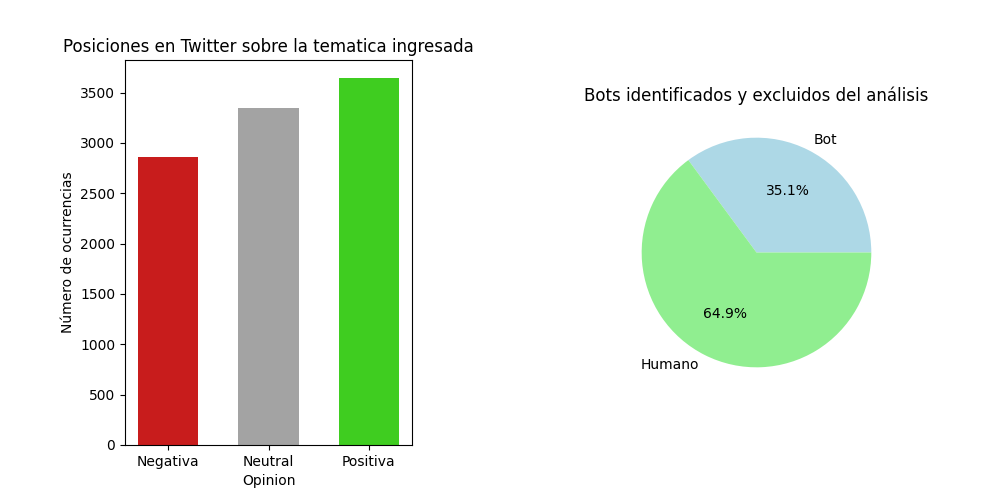 Posiciones en Twitter sobre la tematica ingresada
Número de ocurrencias
3500
3000
2500
2000
1500
1000
500
0
Negativa
Neutral
Positiva
Opinion
Bots identificados y excluidos del análisis
Bot
35.1%
64.9%
Humano